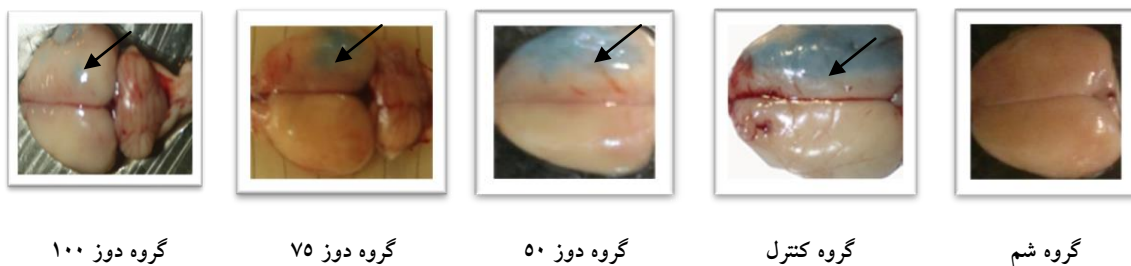 گروه شم گروه کنترل گروه دوز ۵۰ گروه دوز ۷۵ گروه دوز ۱۰۰